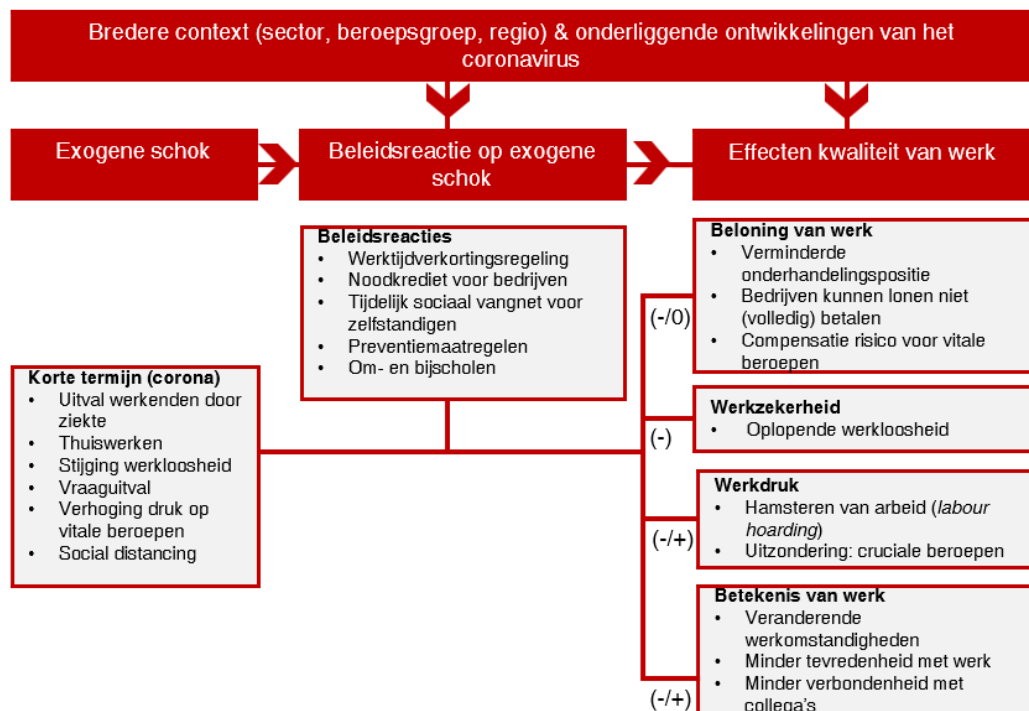 Bredere context (sector, beroepsgroep, regio) & onderliggende ontwikkelingen van het
coronavirus
Exogene schok
Beleidsreactie op exogene
schok
Effecten kwaliteit van werk
Beleidsreacties
• Werktijdverkortingsregeling
• Noodkrediet voor bedrijven
• Tijdelijk sociaal vangnet voor
zelfstandigen
• Preventiemaatregelen
• Om- en bijscholen
Korte termijn (corona)
• Uitval werkenden door
ziekte
• Thuiswerken
• Stijging werkloosheid
• Vraaguitval
• Verhoging druk op
vitale beroepen
• Social distancing
(-/0)
Beloning van werk
• Verminderde
onderhandelingspositie
• Bedrijven kunnen lonen niet
(volledig) betalen
• Compensatie risico voor vitale
beroepen
(-)
Werkzekerheid
• Oplopende werkloosheid
(-/+)
Werkdruk
• Hamsteren van arbeid (labour
hoarding)
• Uitzondering: cruciale beroepen
(-/+)
Betekenis van werk
• Veranderende
werkomstandigheden
• Minder tevredenheid met werk
• Minder verbondenheid met
collega's